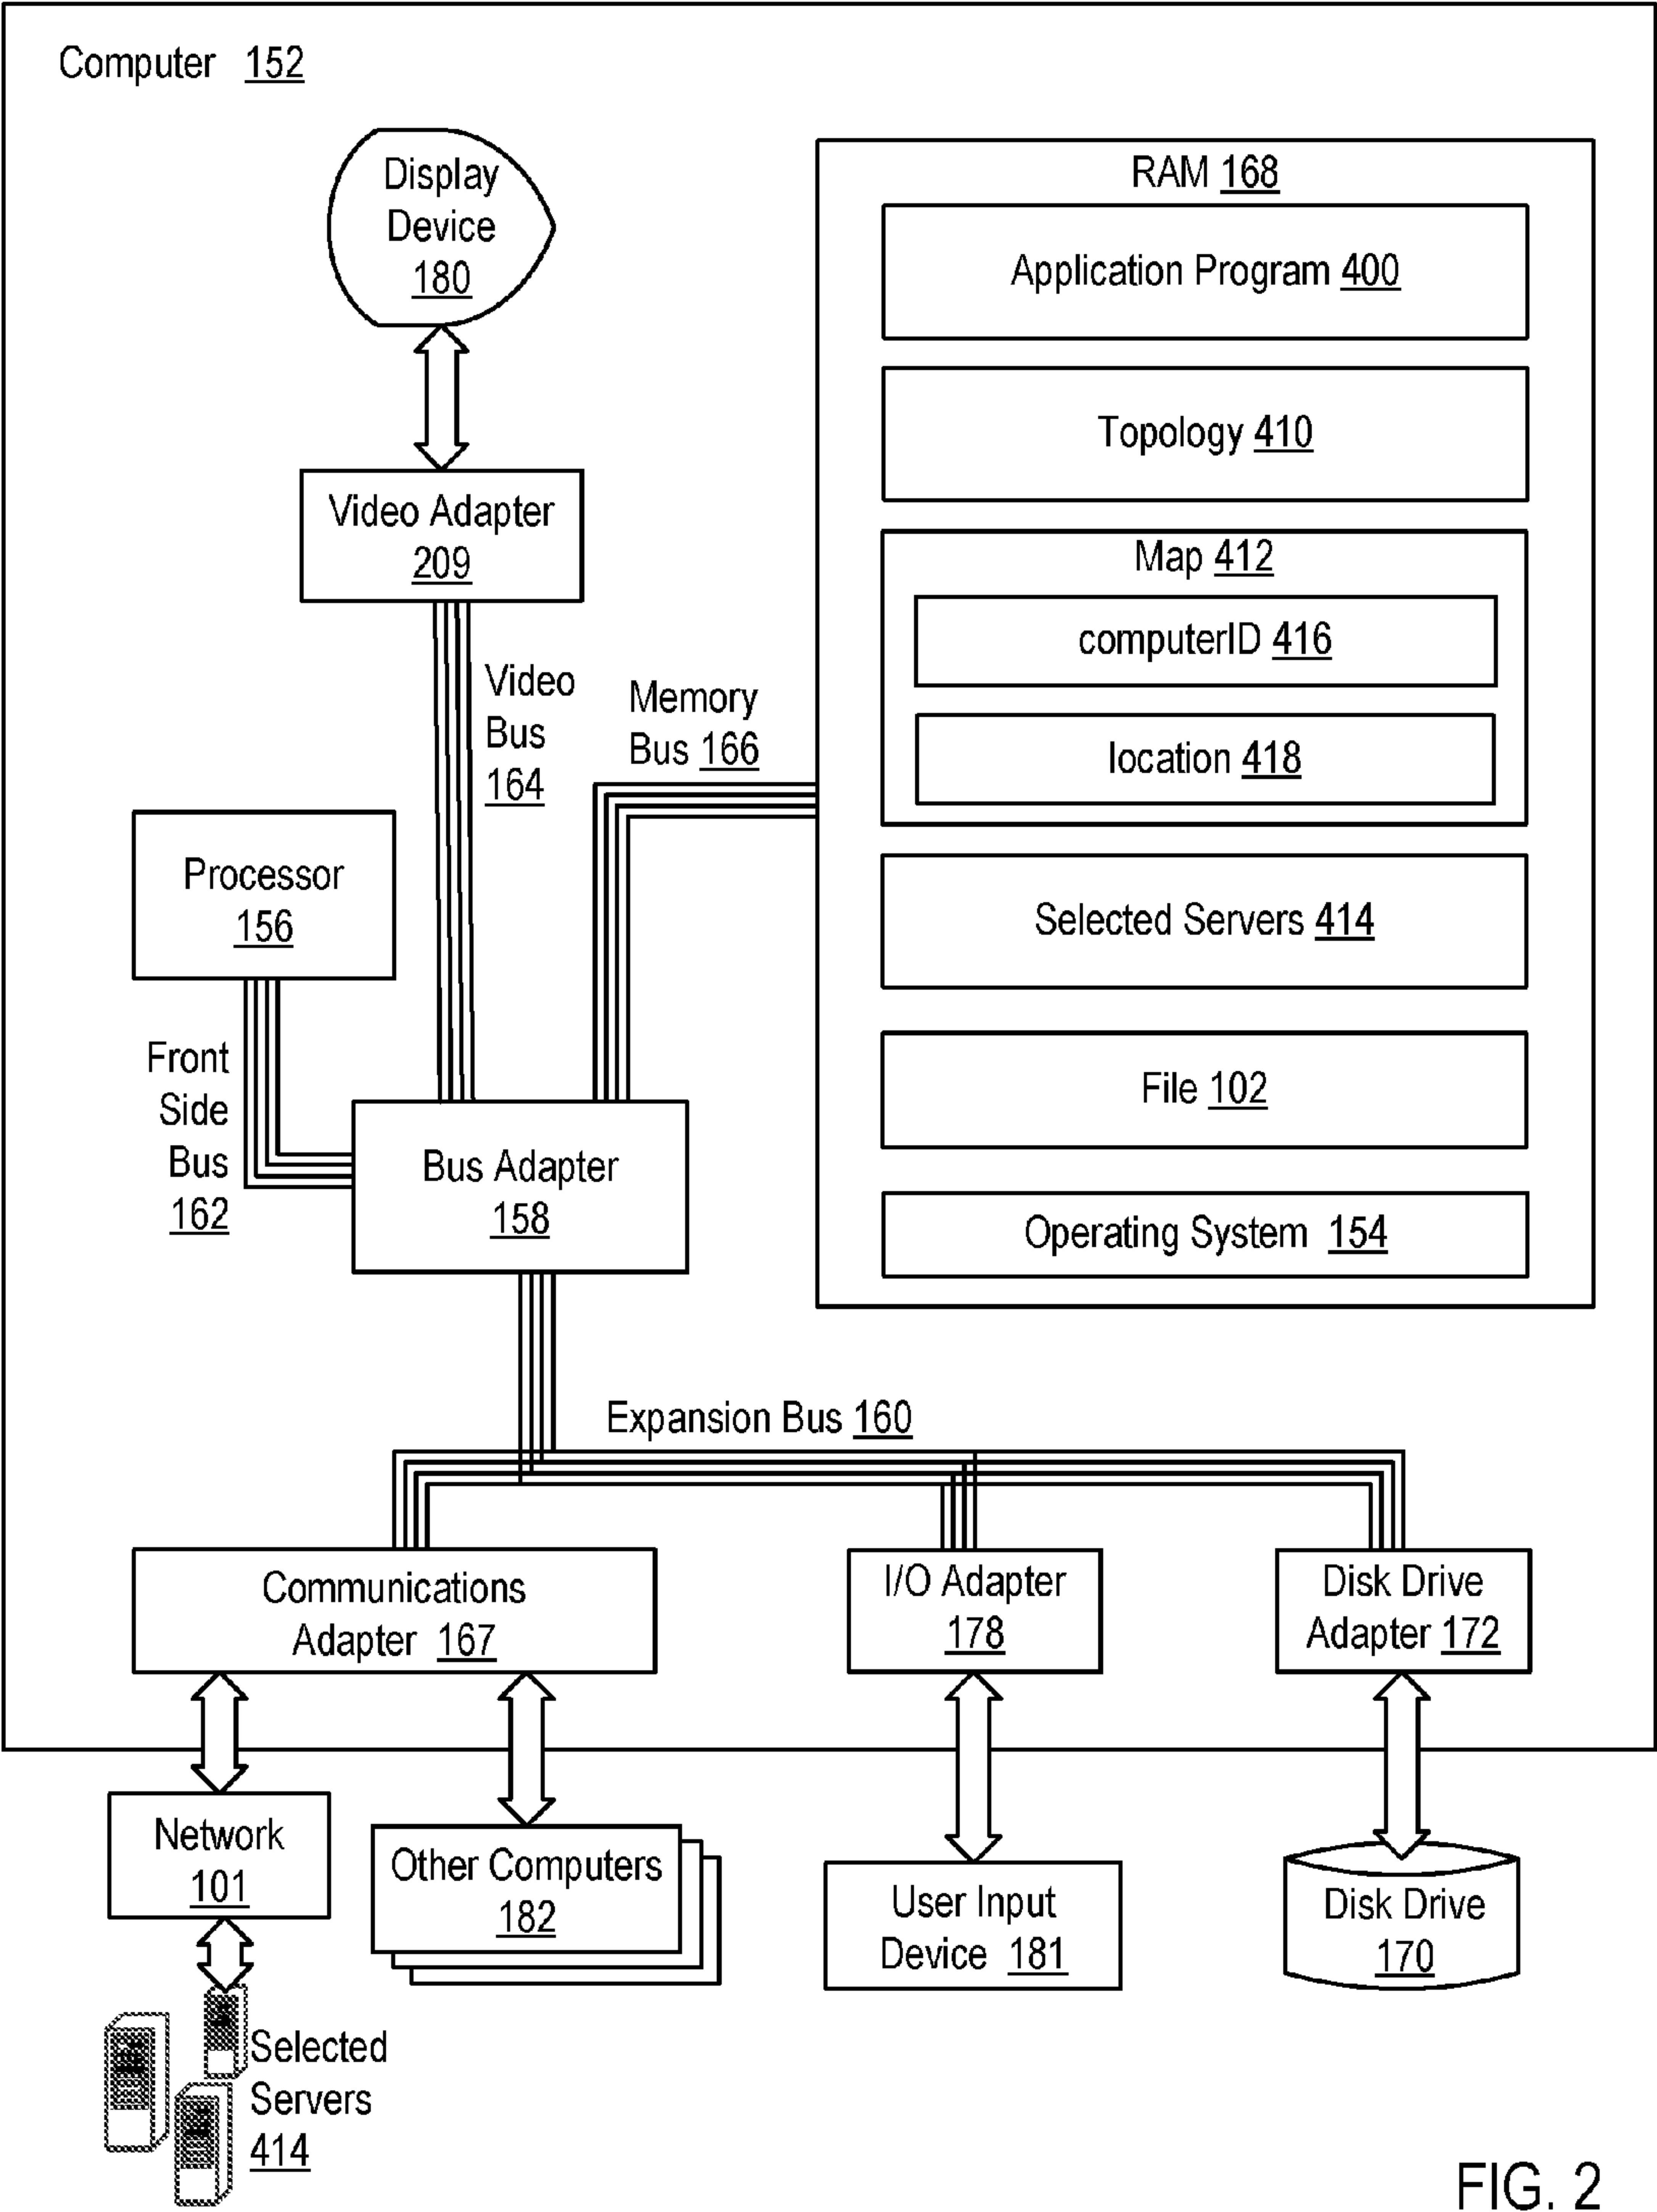 Computer 152
Display
Device
180
Video Adapter
209
Video
Bus
164
Memory
Bus 166
Processor
156
Front
Side
Bus
162
Bus Adapter
158
RAM 168
Application Program 400
Topology 410
Map 412
computerID 416
location 418
Selected Servers 414
File 102
Operating System 154
Expansion Bus 160
Communications
Adapter 167
I/O Adapter
178
Disk Drive
Adapter 172
Network
101
Other Computers
182
User Input
Device 181
Disk Drive
170
Selected
Servers
414
FIG. 2